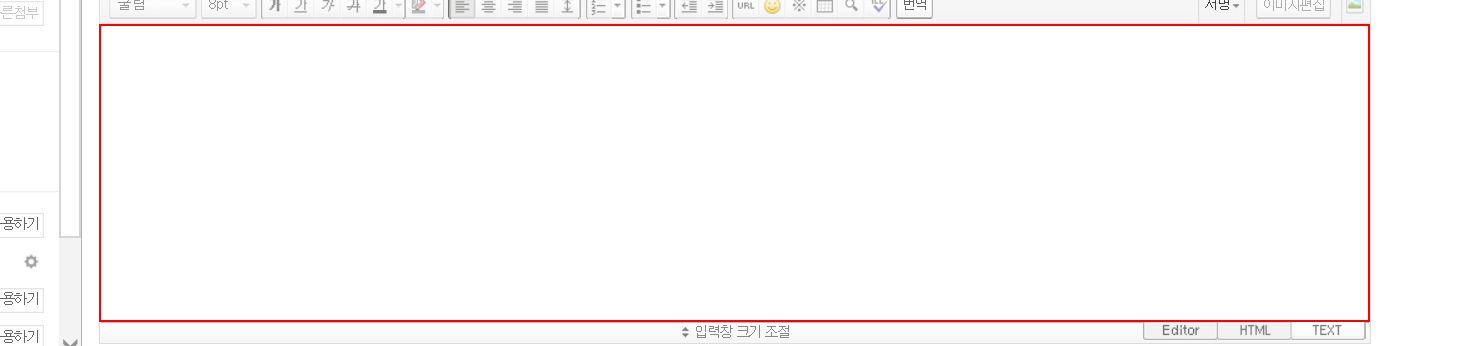 굴림 8pt 가 가 가 가 가 URL 번역 서명 이미지편집
른첨부
용하기
용하기
입력창 크기 조절 Editor HTML TEXT
용하기